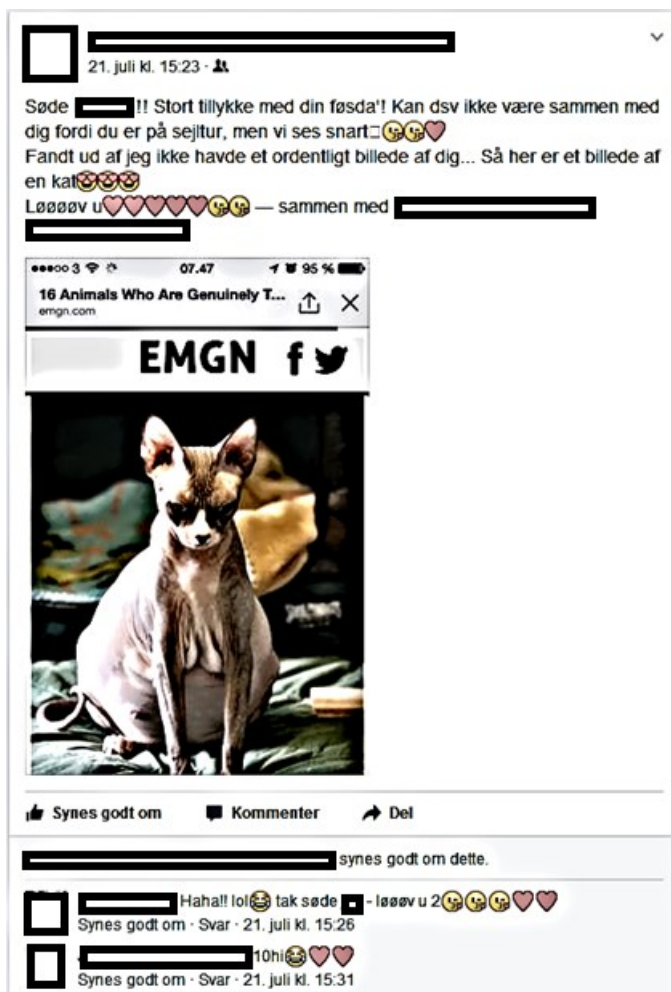 21. juli kl. 15:23 ·
Søde !! Stort tillykke med din føsda'! Kan dsv ikke være sammen med
dig fordi du er på sejltur, men vi ses snart□😘😘❤
Fandt ud af jeg ikke havde et ordentligt billede af dig... Så her er et billede af
en kat😍😍😍
Løøøøv u❤❤❤❤❤😘😘 — sammen med
●●●○○ 3 07.47 95 %
16 Animals Who Are Genuinely T...
emgn.com
EMGN
Synes godt om Kommenter Del
synes godt om dette.
Haha!! lol😂 tak søde - løøøv u 2😘😘😘❤❤
Synes godt om · Svar · 21. juli kl. 15:26
10hi😂❤❤
Synes godt om · Svar · 21. juli kl. 15:31